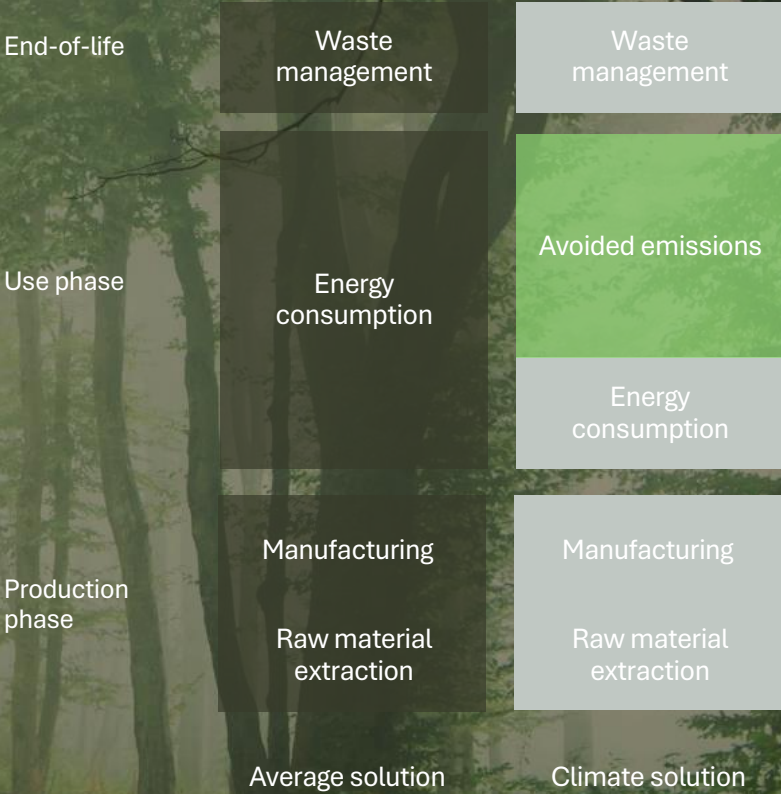 End-of-life
Waste
management
Waste
management
Use phase
Energy
consumption
Avoided emissions
Energy
consumption
Production
phase
Manufacturing
Raw material
extraction
Manufacturing
Raw material
extraction
Average solution
Climate solution